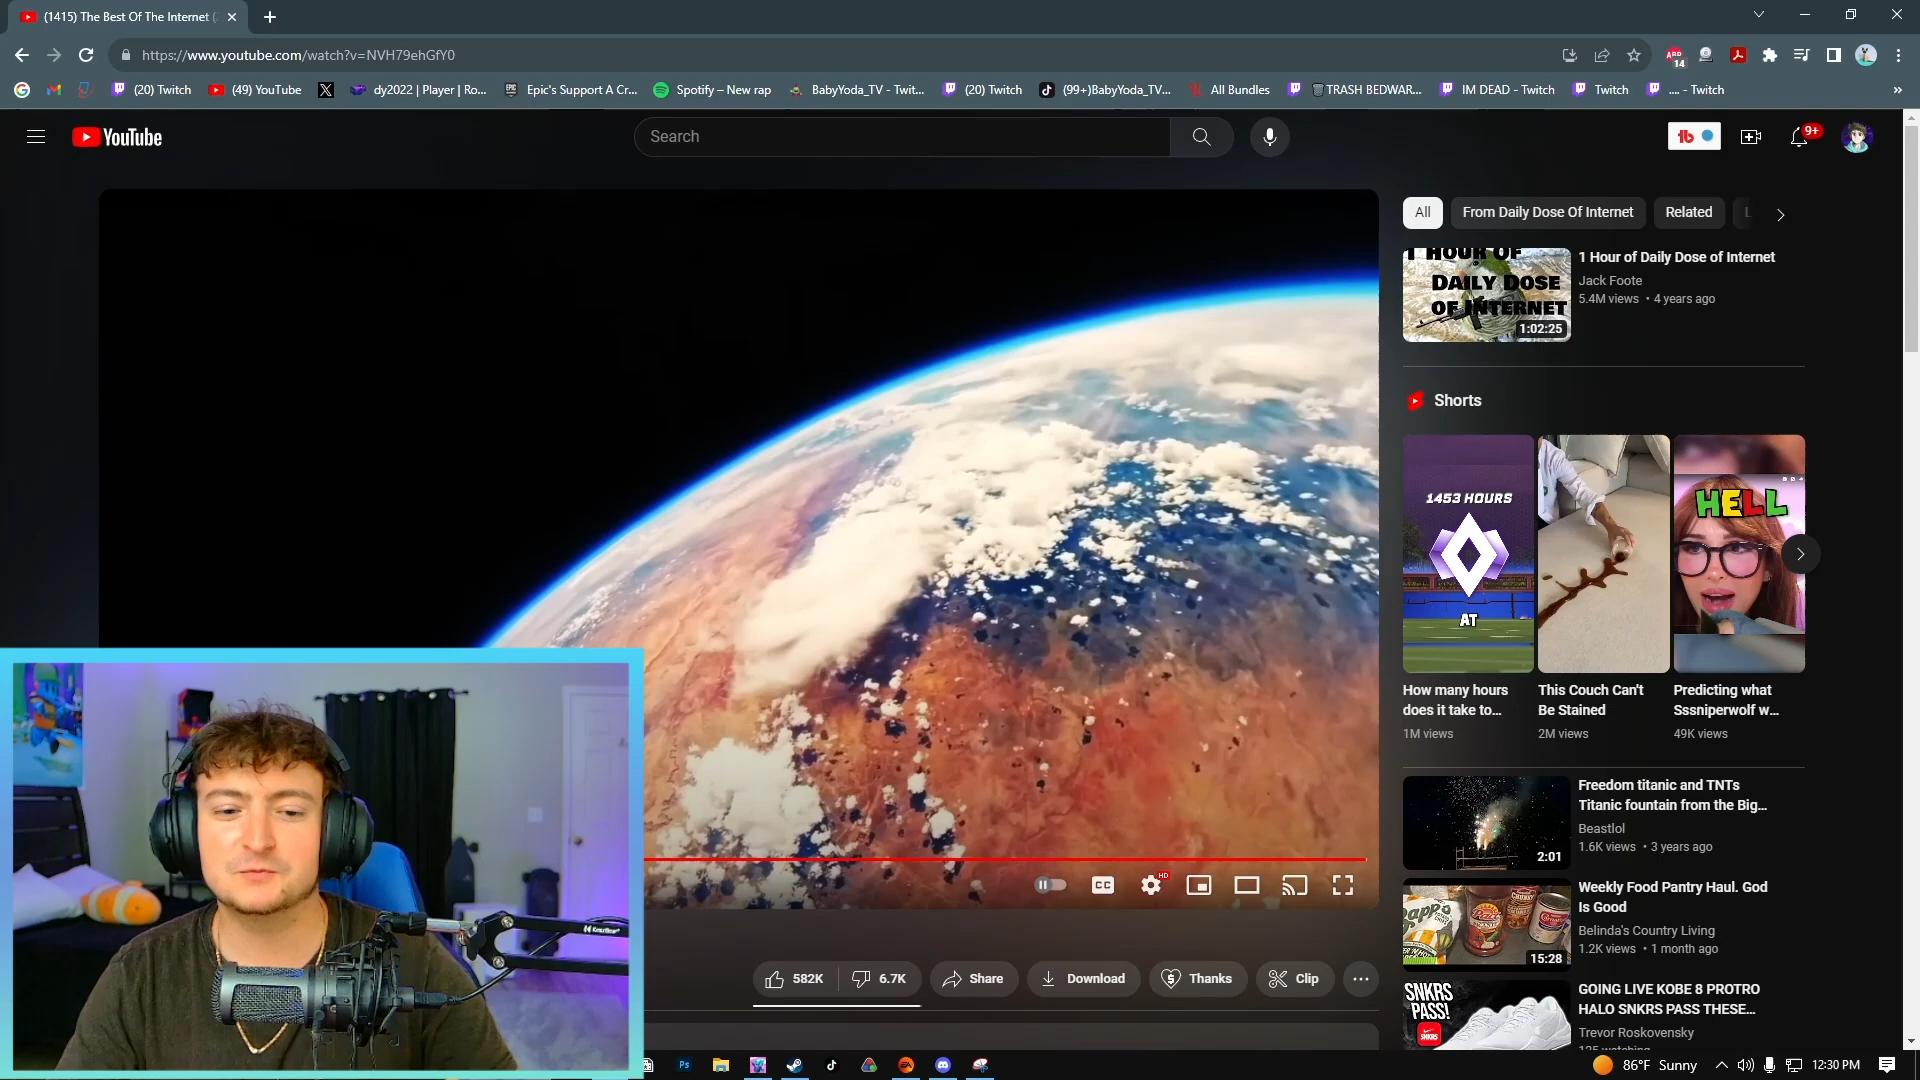 (1415) The Best Of The Internet (
https://www.youtube.com/watch?v=NVH79ehGfY0
ABP
14
(20) Twitch
(49) YouTube
dy2022 | Player | Ro...
Epic's Support A Cr...
Spotify – New rap
BabyYoda_TV - Twit...
(20) Twitch
(99+)BabyYoda_TV...
All Bundles
TRASH BEDWAR...
IM DEAD - Twitch
Twitch
.... - Twitch
YouTube
Search
tb
9+
All
From Daily Dose Of Internet
Related
L
1 HOUR OF
DAILY DOSE
OF INTERNET
1:02:25
1 Hour of Daily Dose of Internet
Jack Foote
5.4M views • 4 years ago
Shorts
1453 HOURS
AT
HELL
How many hours
does it take to...
1M views
This Couch Can't
Be Stained
2M views
Predicting what
Sssniperwolf w...
49K views
2:01
Freedom titanic and TNTs
Titanic fountain from the Big...
Beastlol
1.6K views • 3 years ago
15:28
Weekly Food Pantry Haul. God
Is Good
Belinda's Country Living
1.2K views • 1 month ago
SNKRS
PASS!
SNKRS
GOING LIVE KOBE 8 PROTRO
HALO SNKRS PASS THESE...
Trevor Roskovensky
CC
HD
582K
6.7K
Share
Download
Thanks
Clip
Ps
86°F Sunny
12:30 PM